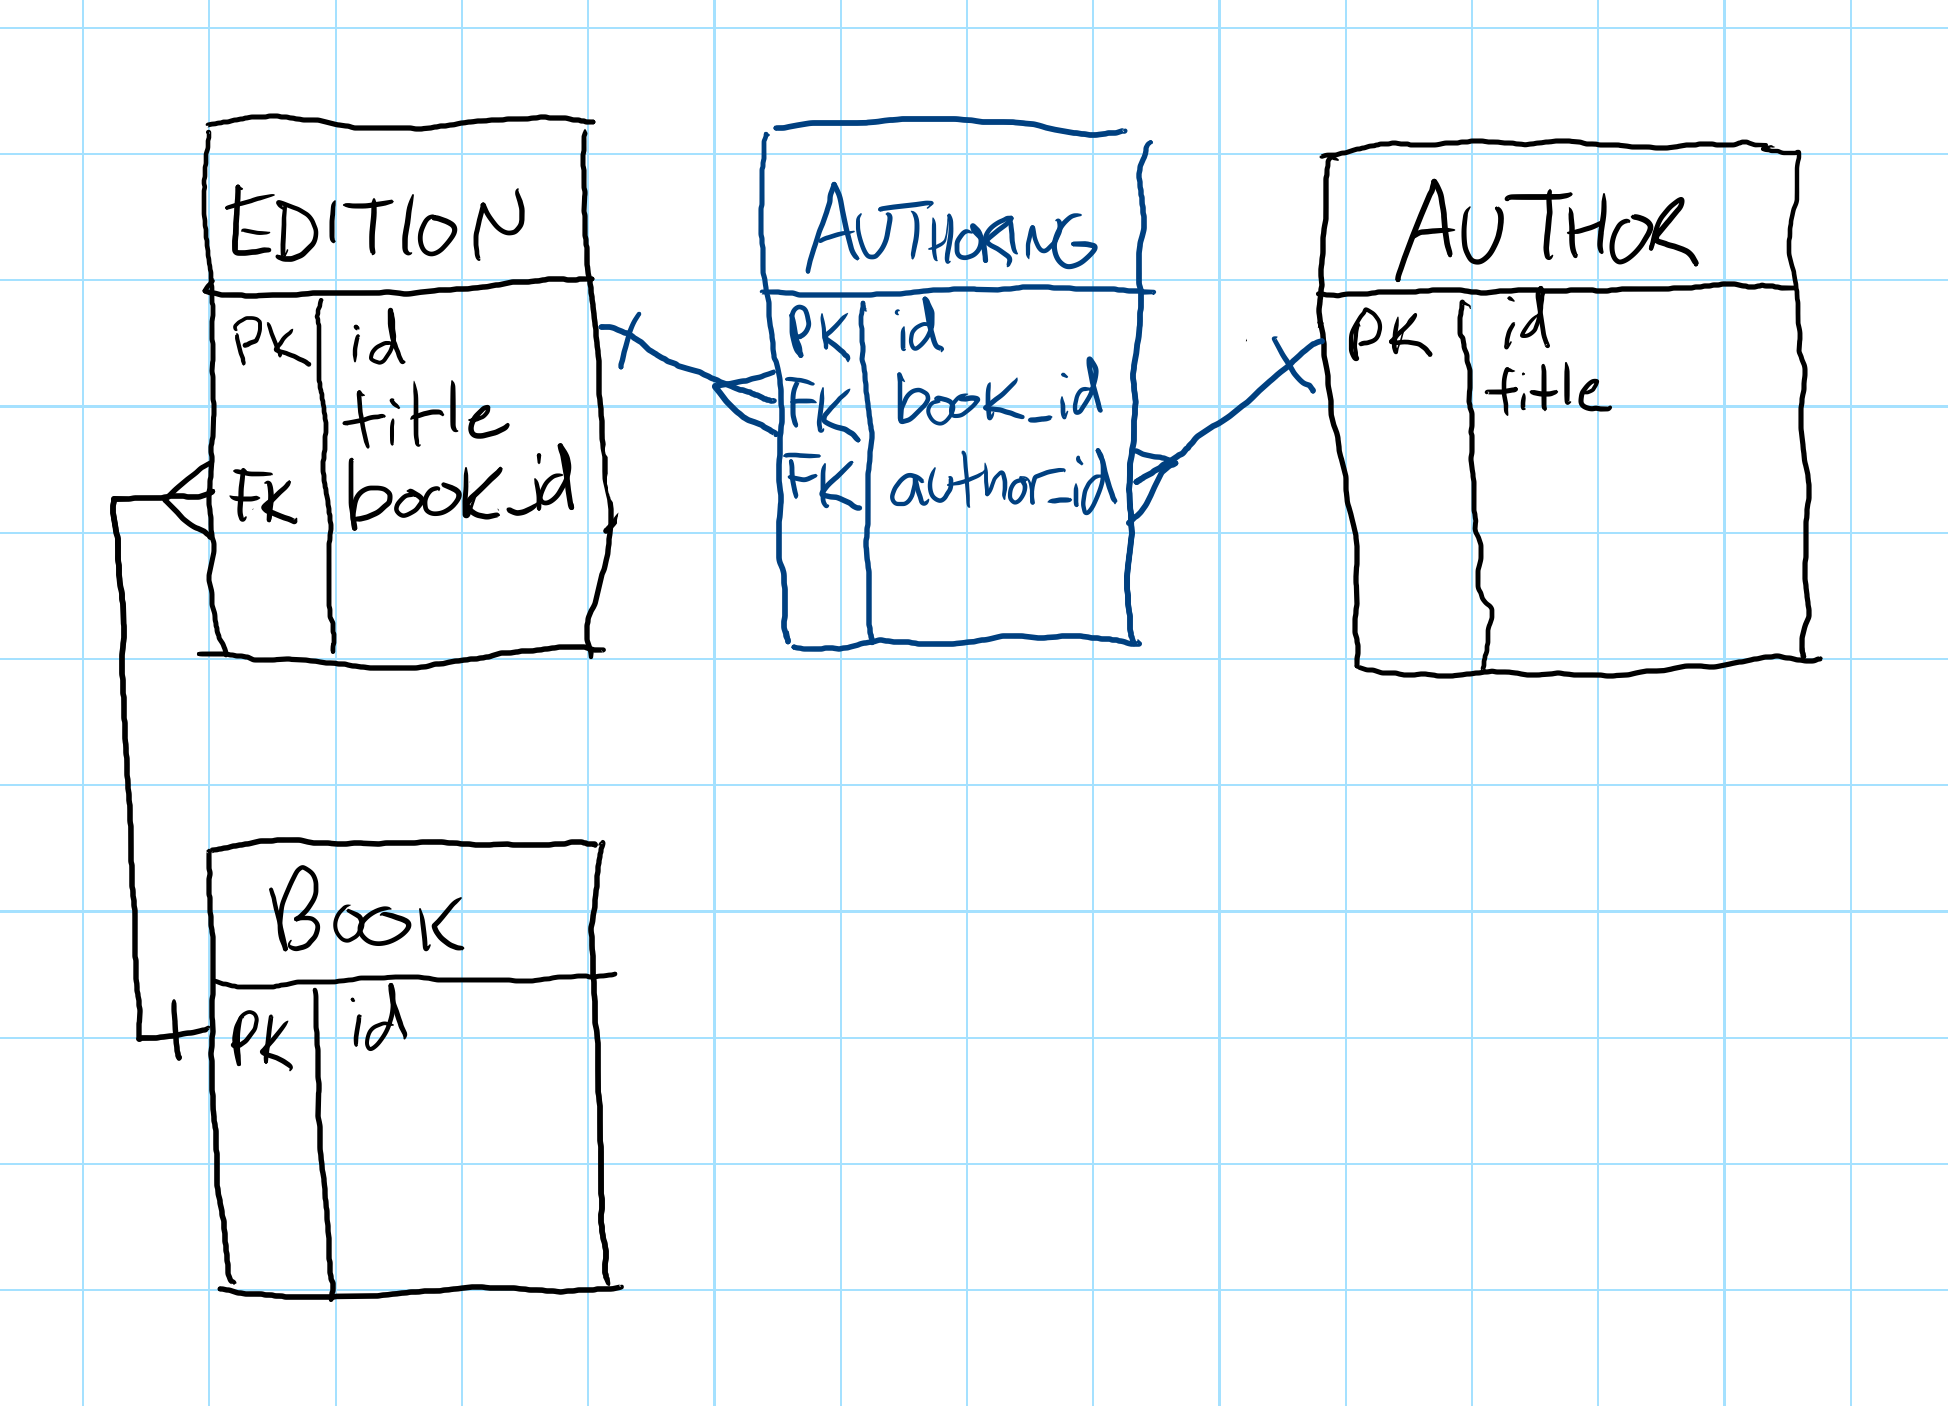 EDITION
PK id
title
FK book_id
AUTHORING
PK id
FK book_id
FK author_id
AUTHOR
PK id
title
BOOK
PK id